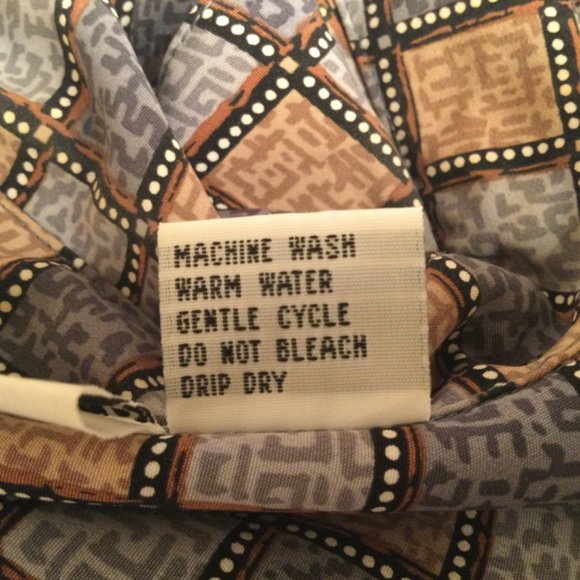 MACHINE WASH
WARM WATER
GENTLE CYCLE
DO NOT BLEACH
DRIP DRY